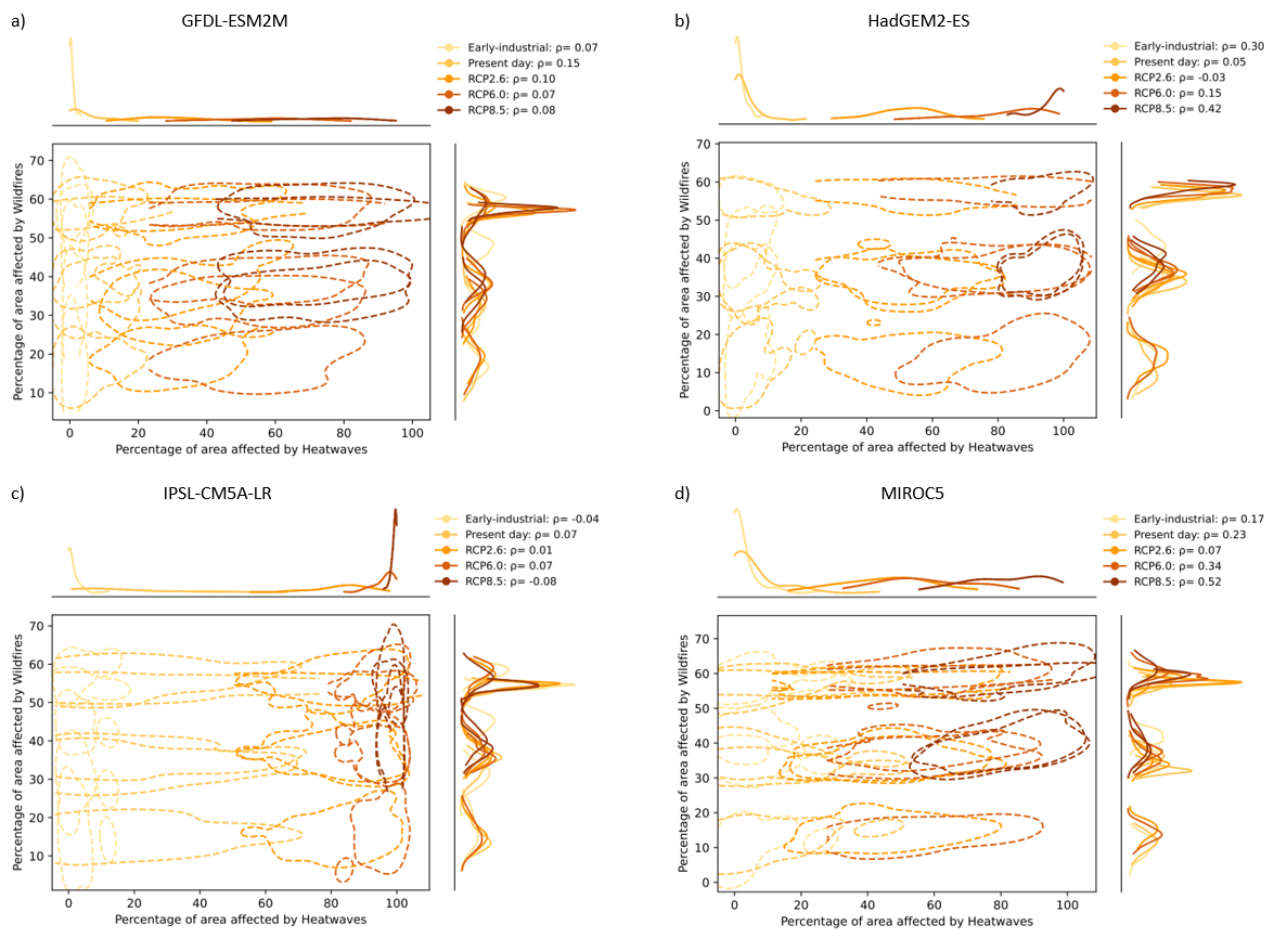 a) GFDL-ESM2M
Early-industrial: ρ= 0.07
Present day: ρ= 0.15
RCP2.6: ρ= 0.10
RCP6.0: ρ= 0.07
RCP8.5: ρ= 0.08
Percentage of area affected by Wildfires
70
60
50
40
30
20
10
0 20 40 60 80 100
Percentage of area affected by Heatwaves
b) HadGEM2-ES
Early-industrial: ρ= 0.30
Present day: ρ= 0.05
RCP2.6: ρ= -0.03
RCP6.0: ρ= 0.15
RCP8.5: ρ= 0.42
Percentage of area affected by Wildfires
70
60
50
40
30
20
10
0
0 20 40 60 80 100
Percentage of area affected by Heatwaves
c) IPSL-CM5A-LR
Early-industrial: ρ= -0.04
Present day: ρ= 0.07
RCP2.6: ρ= 0.01
RCP6.0: ρ= 0.07
RCP8.5: ρ= -0.08
Percentage of area affected by Wildfires
70
60
50
40
30
20
10
0 20 40 60 80 100
Percentage of area affected by Heatwaves
d) MIROC5
Early-industrial: ρ= 0.17
Present day: ρ= 0.23
RCP2.6: ρ= 0.07
RCP6.0: ρ= 0.34
RCP8.5: ρ= 0.52
Percentage of area affected by Wildfires
70
60
50
40
30
20
10
0
0 20 40 60 80 100
Percentage of area affected by Heatwaves